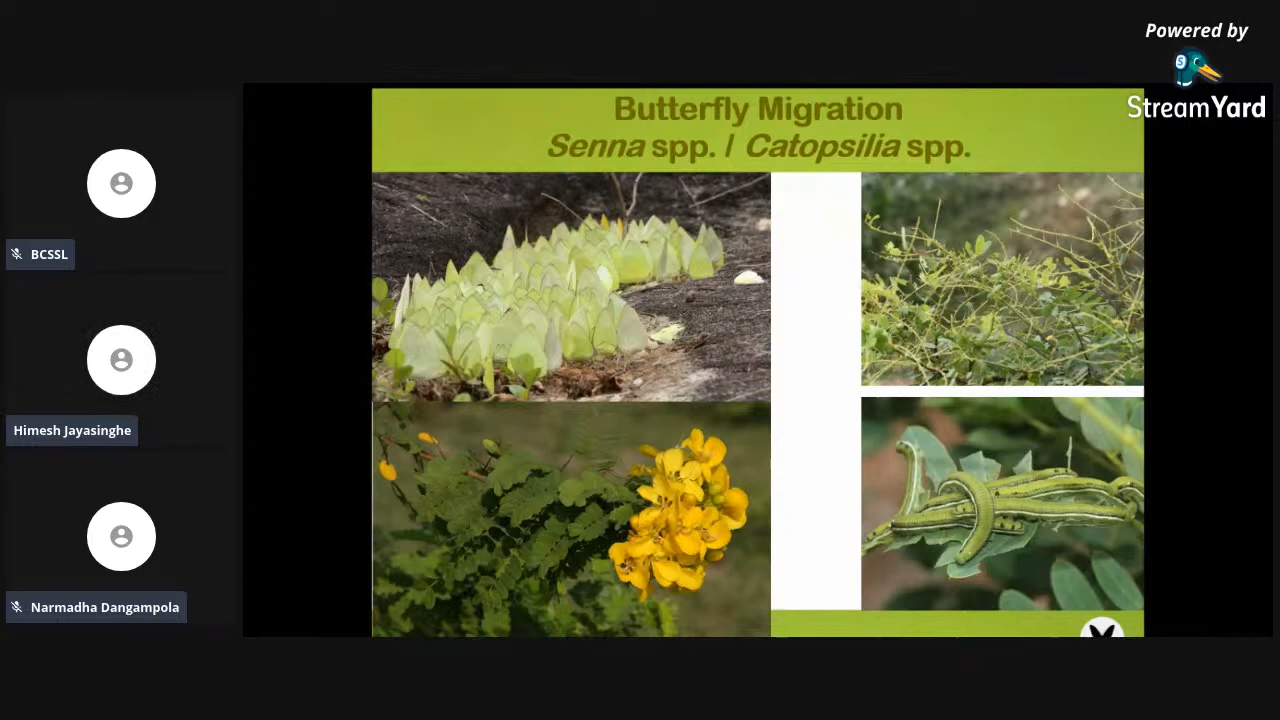 Powered by
StreamYard
Butterfly Migration
Senna spp. / Catopsilia spp.
BCSSL
Himesh Jayasinghe
Narmadha Dangampola